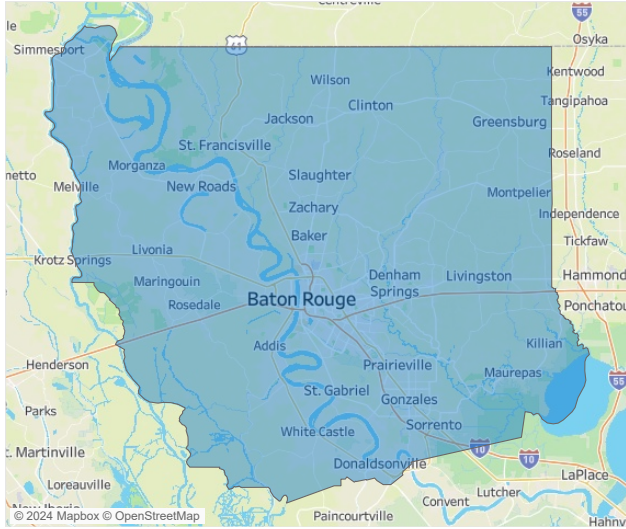 Centreville
55
Osyka
Simmesport
61
Kentwood
Wilson
Tangipahoa
Clinton
Jackson
Greensburg
St. Francisville
Roseland
Morganza
Slaughter
netto
Melville
New Roads
Montpelier
Zachary
Independence
Baker
Tickfaw
Livonia
Krotz Springs
Denham
Springs
Livingston
Hammond
Maringouin
Baton Rouge
Rosedale
Ponchatou
Addis
Killian
Henderson
Prairieville
Maurepas
55
St. Gabriel
Gonzales
Parks
Sorrento
White Castle
t. Martinville
10
10
Donaldsonville
LaPlace
Loreauville
Lutcher
Convent
New Iberia
Paincourtville
Hahnv
© 2024 Mapbox © OpenStreetMap